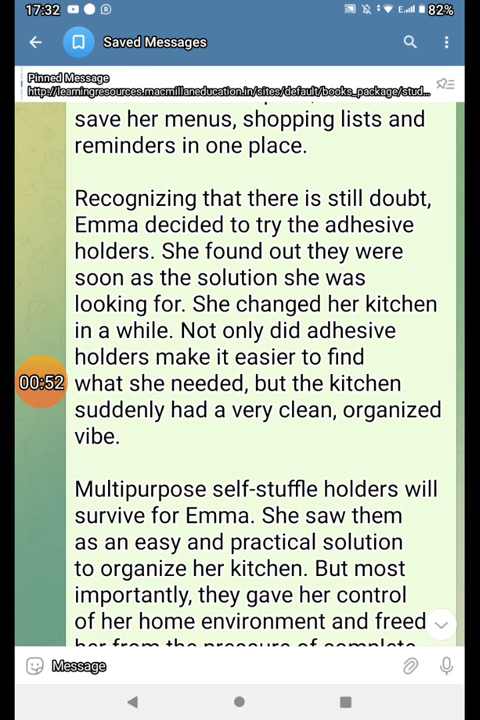 17:32
82%
Saved Messages
Pinned Message
http://learningresources.macmillaneducation.in/sites/default/books_package/stud...
save her menus, shopping lists and
reminders in one place.
Recognizing that there is still doubt,
Emma decided to try the adhesive
holders. She found out they were
soon as the solution she was
looking for. She changed her kitchen
in a while. Not only did adhesive
holders make it easier to find
what she needed, but the kitchen
suddenly had a very clean, organized
vibe.
Multipurpose self-stuffle holders will
survive for Emma. She saw them
as an easy and practical solution
to organize her kitchen. But most
importantly, they gave her control
of her home environment and freed
her from the pressure of complete
00:52
Message